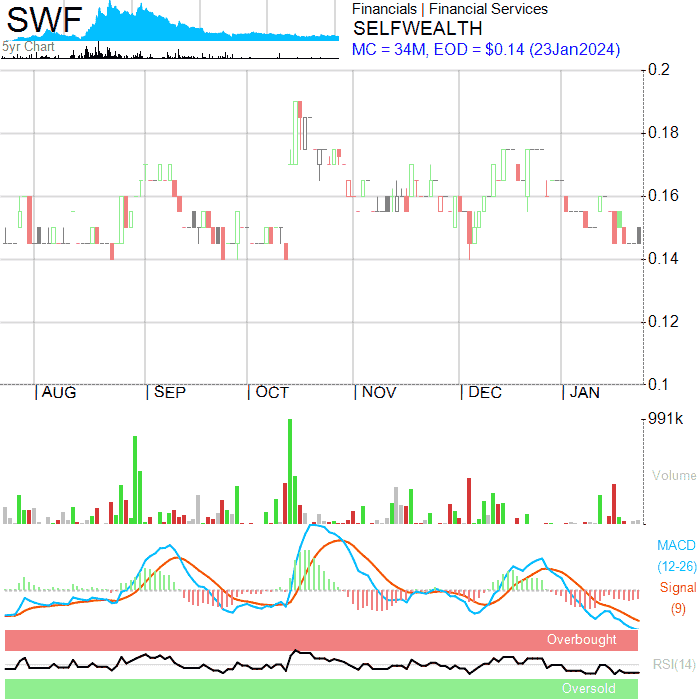 SWF
5yr Chart
Financials | Financial Services
SELFWEALTH
MC = 34M, EOD = $0.14 (23Jan2024)
0.2
0.18
0.16
0.14
0.12
0.1
|AUG |SEP |OCT |NOV |DEC |JAN
991k
Volume
MACD
(12-26)
Signal
(9)
Overbought
RSI(14)
Oversold